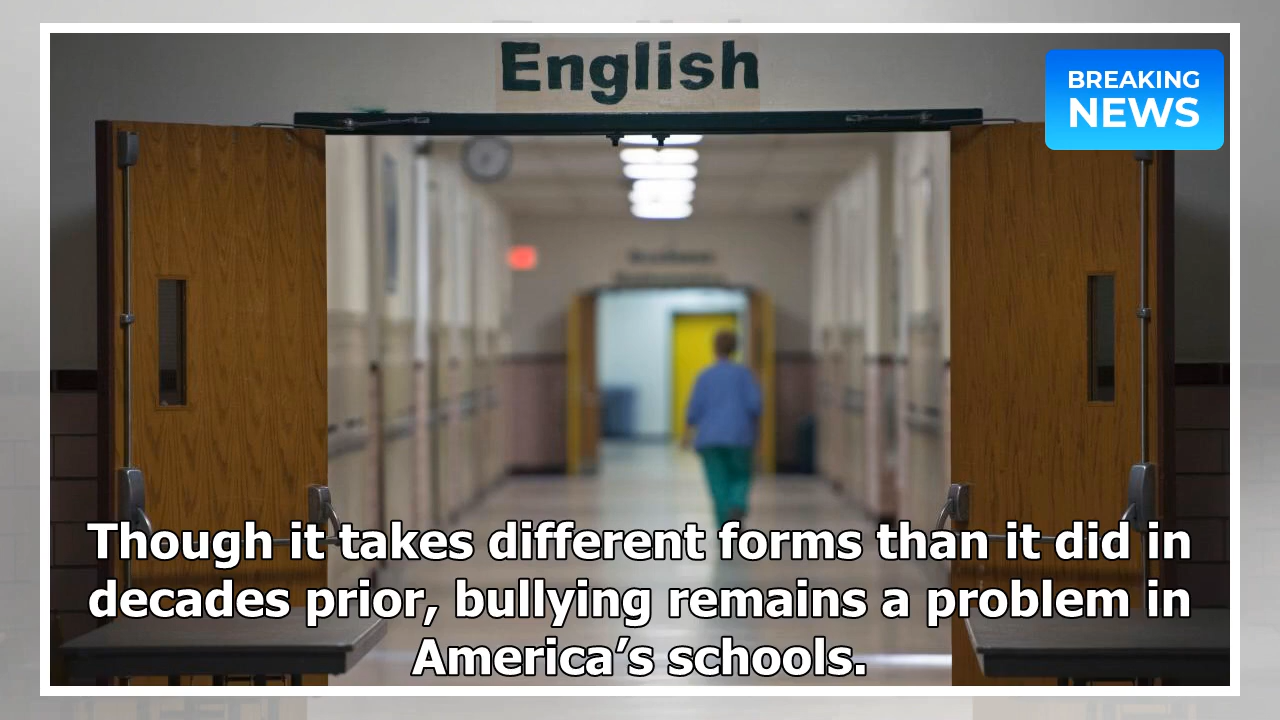 English
BREAKING
NEWS
Though it takes different forms than it did in
decades prior, bullying remains a problem in
America’s schools.